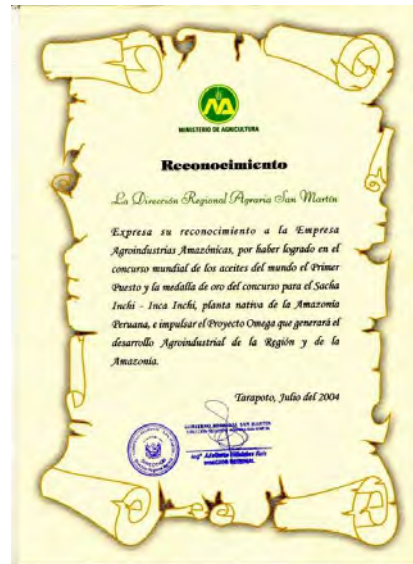 MINISTERIO DE AGRICULTURA
Reconocimiento
La Dirección Regional Agraria San Martín
Expresa su reconocimiento a la Empresa
Agroindustrias Amazónicas, por haber logrado en el
concurso mundial de los aceites del mundo el Primer
Puesto y la medalla de oro del concurso para el Sacha
Inchi - Inca Inchi, planta nativa de la Amazonía
Peruana, e impulsar el Proyecto Omega que generará el
desarrollo Agroindustrial de la Región y de la
Amazonía.
Tarapoto, Julio del 2004
GOBIERNO REGIONAL SAN MARTIN